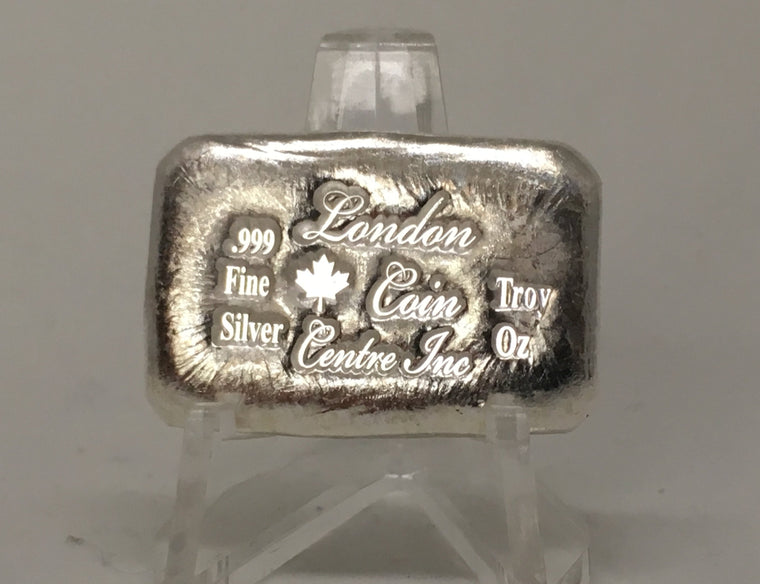 .999
Fine
Silver
London
Coin
Centre Inc
Troy
Oz